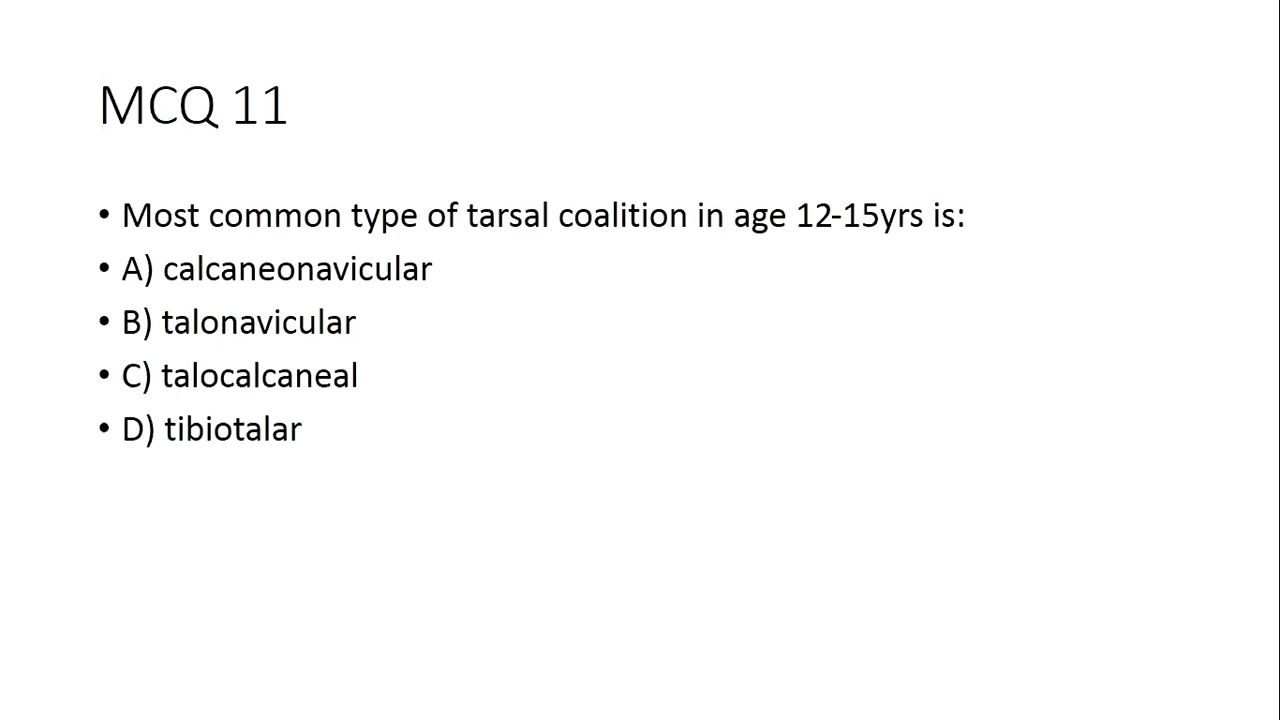 MCQ 11
• Most common type of tarsal coalition in age 12-15yrs is:
• A) calcaneonavicular
• B) talonavicular
• C) talocalcaneal
• D) tibiotalar